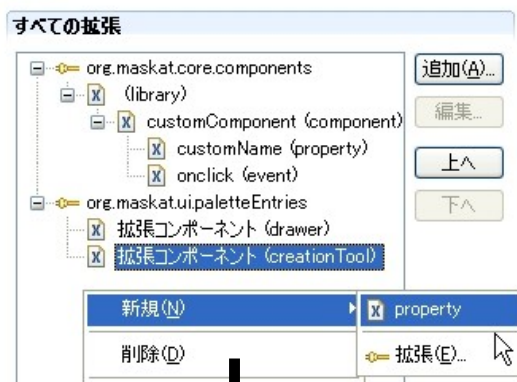 すべての拡張
org.maskat.core.components
追加(A)...
(library)
編集...
customComponent (component)
customName (property)
上へ
onclick (event)
org.maskat.ui.paletteEntries
下へ
拡張コンポーネント (drawer)
拡張コンポーネント (creationTool)
新規(N)
property
削除(D)
拡張(E)...